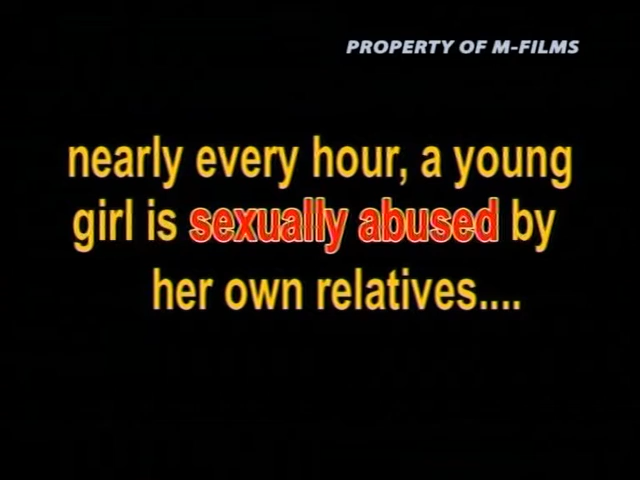 PROPERTY OF M-FILMS
nearly every hour, a young
girl is sexually abused by
her own relatives....